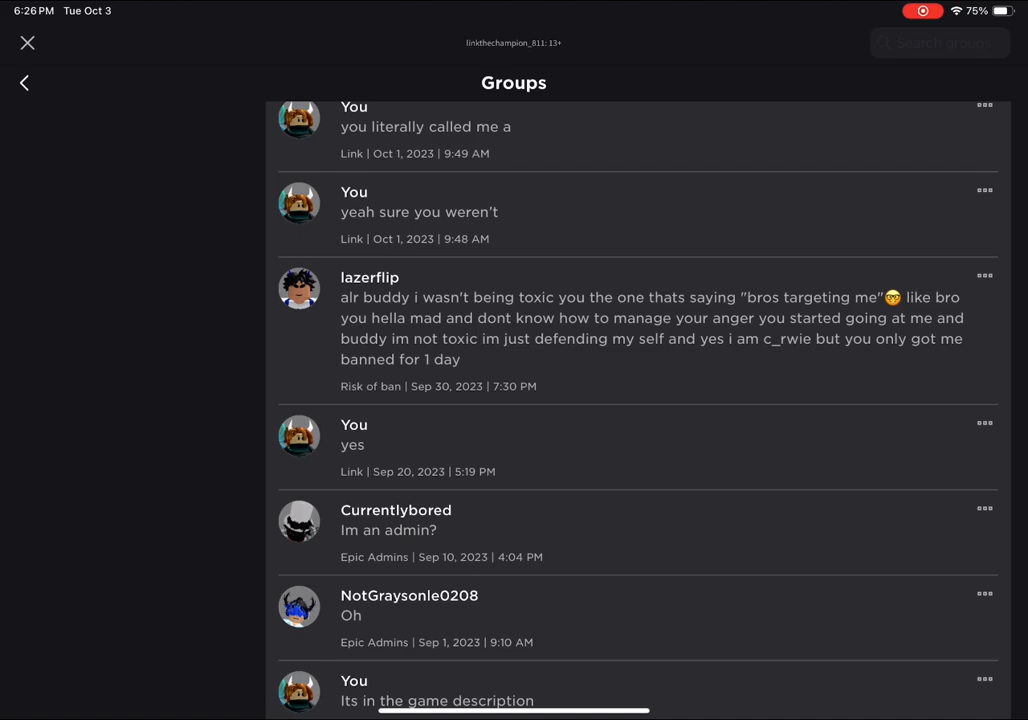 6:26 PM Tue Oct 3
75%
linkthechampion_811: 13+
Search groups
Groups
You
you literally called me a
Link | Oct 1, 2023 | 9:49 AM
You
yeah sure you weren’t
Link | Oct 1, 2023 | 9:48 AM
lazerflip
alr buddy i wasn't being toxic you the one thats saying "bros targeting me"🤓 like bro
you hella mad and dont know how to manage your anger you started going at me and
buddy im not toxic im just defending my self and yes i am c_rwie but you only got me
banned for 1 day
Risk of ban | Sep 30, 2023 | 7:30 PM
You
yes
Link | Sep 20, 2023 | 5:19 PM
Currentlybored
Im an admin?
Epic Admins | Sep 10, 2023 | 4:04 PM
NotGraysonle0208
Oh
Epic Admins | Sep 1, 2023 | 9:10 AM
You
Its in the game description